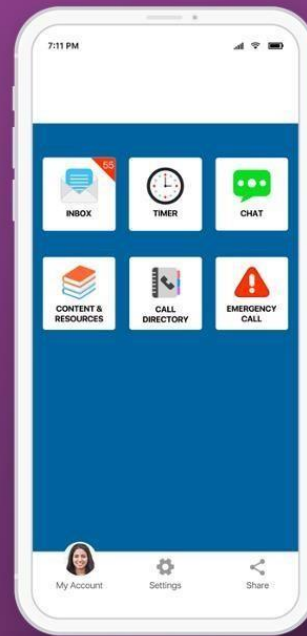 7:11 PM
55
INBOX
TIMER
CHAT
CONTENT &
RESOURCES
CALL
DIRECTORY
EMERGENCY
CALL
My Account
Settings
Share